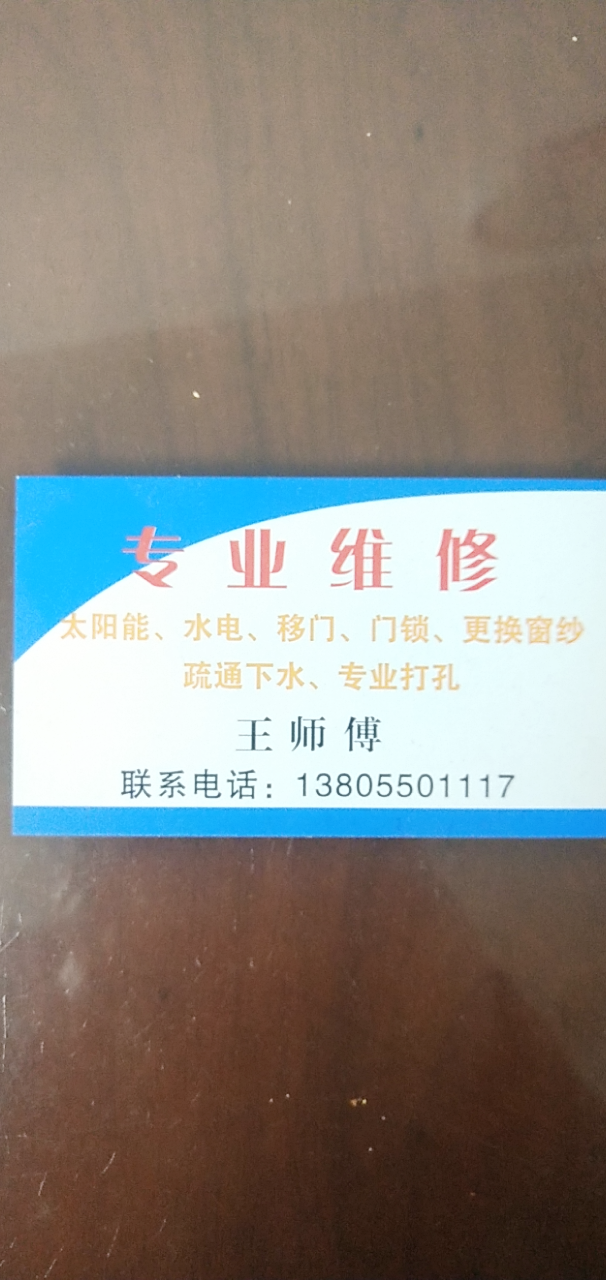 专业维修
太阳能、水电、移门、门锁、更换窗纱
疏通下水、专业打孔
王师傅
联系电话：13805501117